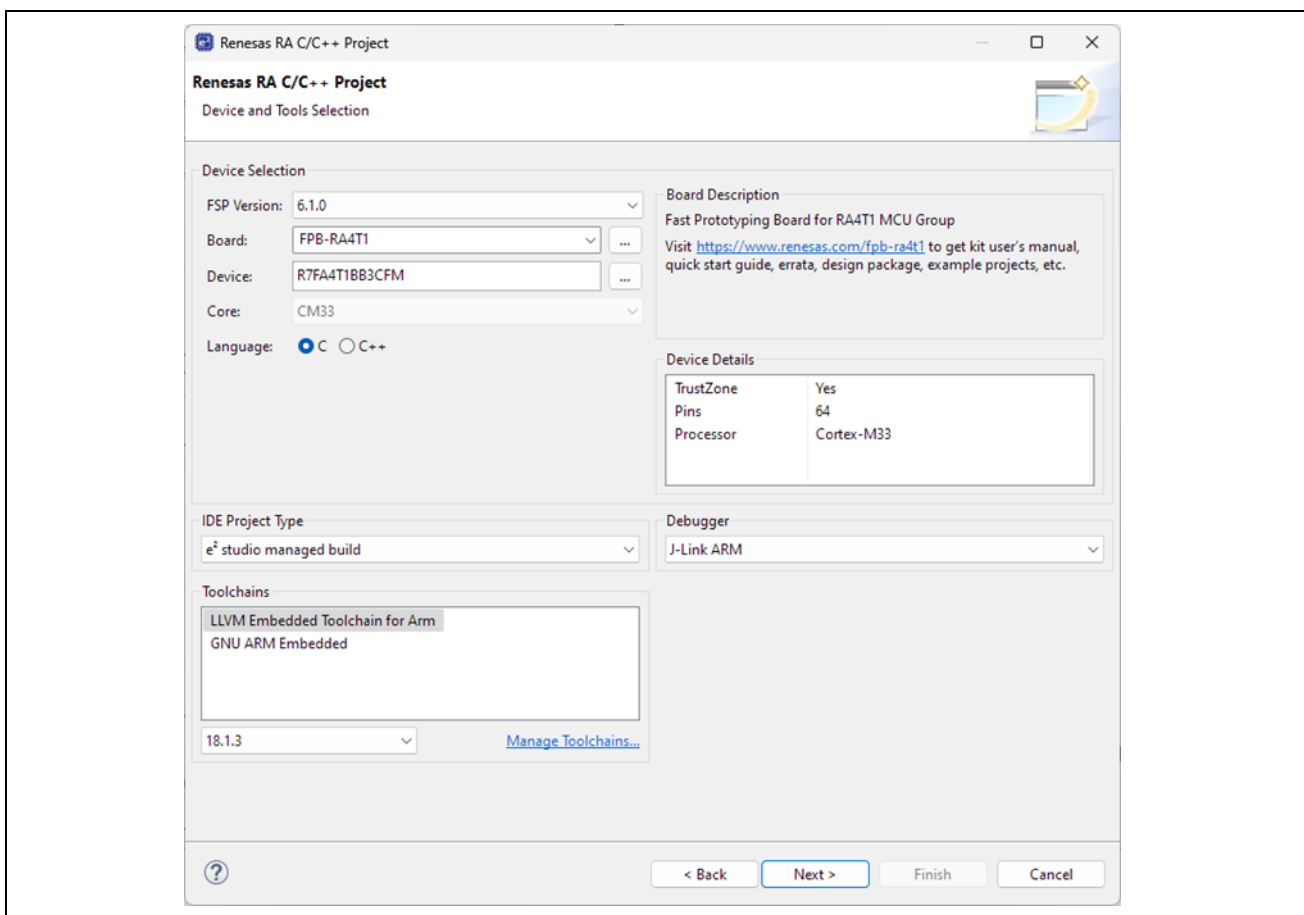 Renesas RA C/C++ Project
Renesas RA C/C++ Project
Device and Tools Selection
Device Selection
FSP Version: 6.1.0
Board: FPB-RA4T1 ...
Device: R7FA4T1BB3CFM ...
Core: CM33
Language: C C++
Board Description
Fast Prototyping Board for RA4T1 MCU Group
Visit https://www.renesas.com/fpb-ra4t1 to get kit user's manual,
quick start guide, errata, design package, example projects, etc.
Device Details
TrustZone Yes
Pins 64
Processor Cortex-M33
IDE Project Type
e² studio managed build
Debugger
J-Link ARM
Toolchains
LLVM Embedded Toolchain for Arm
GNU ARM Embedded
18.1.3 Manage Toolchains...
? < Back Next > Finish Cancel